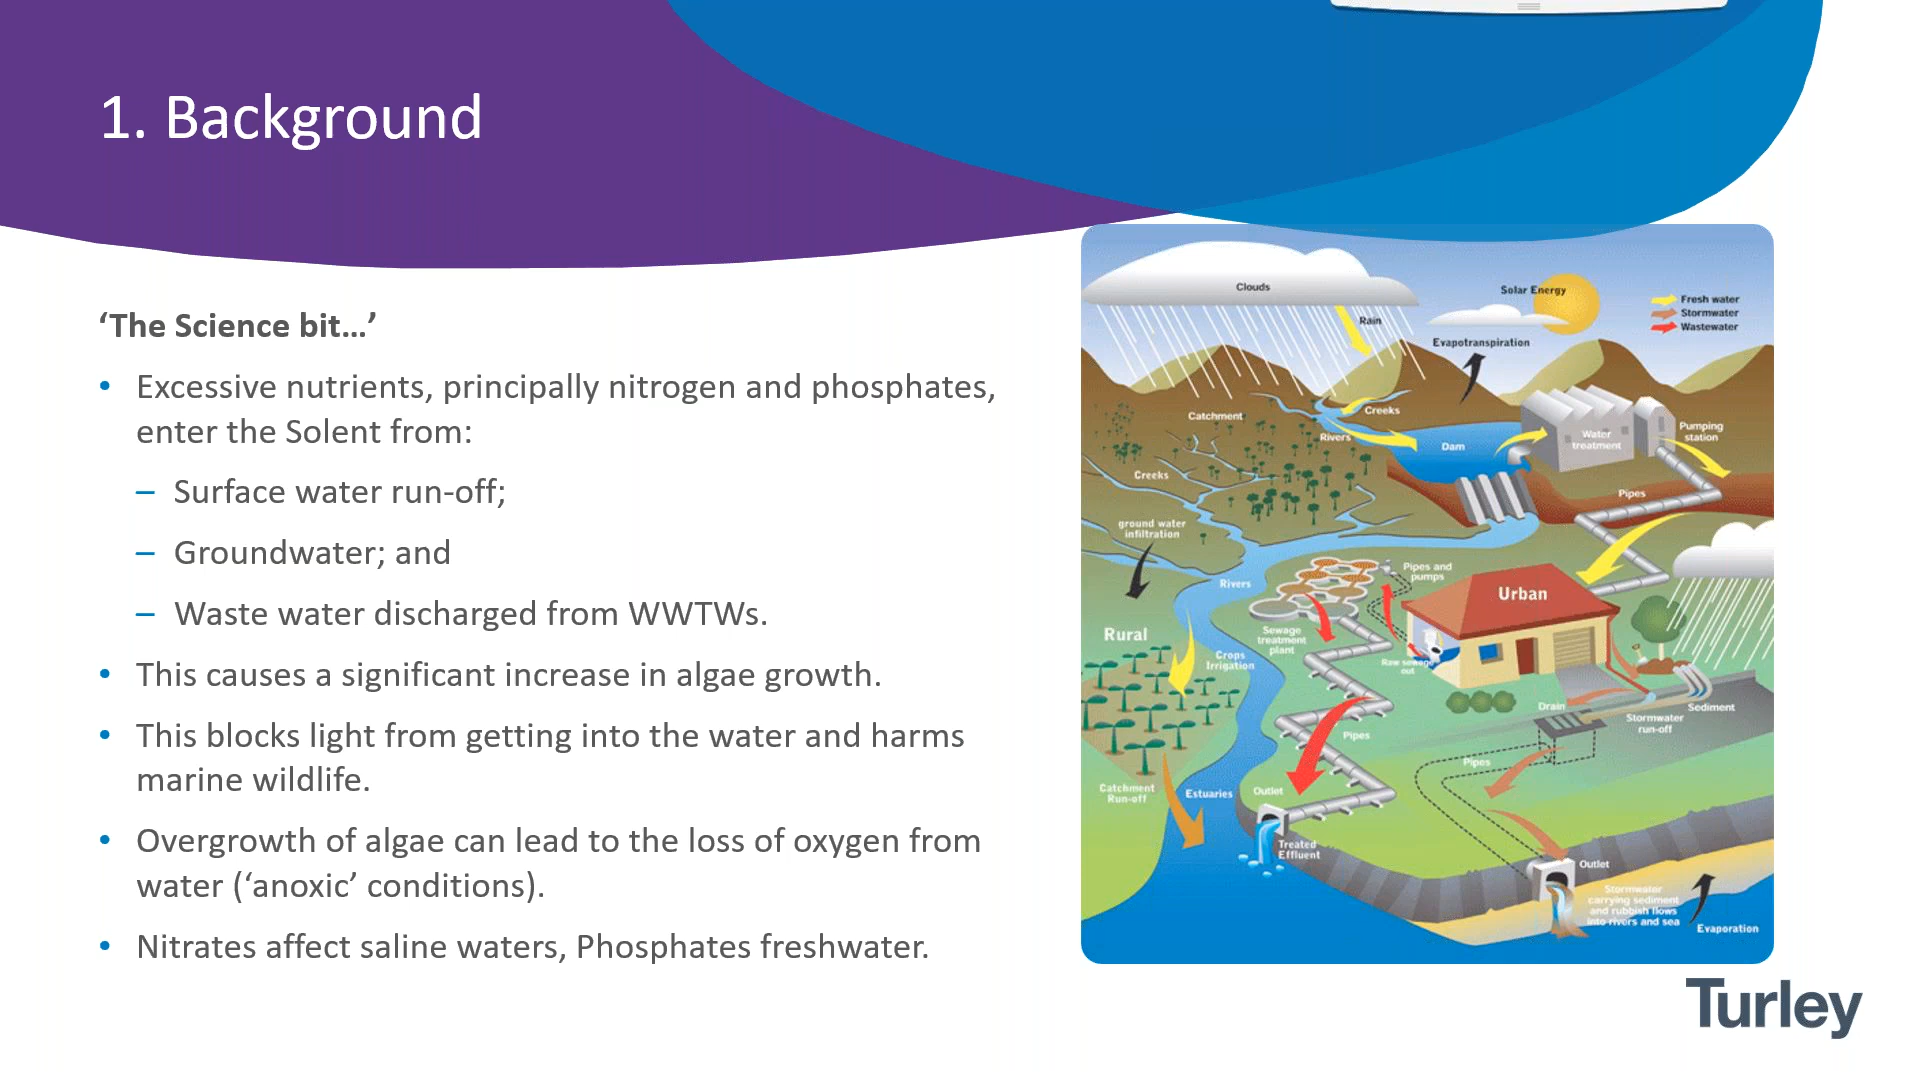 1. Background
‘The Science bit…’
• Excessive nutrients, principally nitrogen and phosphates,
enter the Solent from:
– Surface water run-off;
– Groundwater; and
– Waste water discharged from WWTWs.
• This causes a significant increase in algae growth.
• This blocks light from getting into the water and harms
marine wildlife.
• Overgrowth of algae can lead to the loss of oxygen from
water (‘anoxic’ conditions).
• Nitrates affect saline waters, Phosphates freshwater.
Clouds
Solar Energy
Fresh water
Stormwater
Wastewater
Rain
Evapotranspiration
Catchment
Creeks
Rivers
Dam
Water
treatment
Pumping
station
Creeks
Pipes
ground water
infiltration
Rivers
Pipes and
pumps
Urban
Rural
Sewage
treatment
plant
Crops
Irrigation
Raw sewage
out
Drain
Sediment
Stormwater
run-off
Pipes
Pipes
Catchment
Run-off
Estuaries
Outlet
Treated
Effluent
Outlet
Stormwater
carrying sediment
and rubbish flows
into rivers and sea
Evaporation
Turley